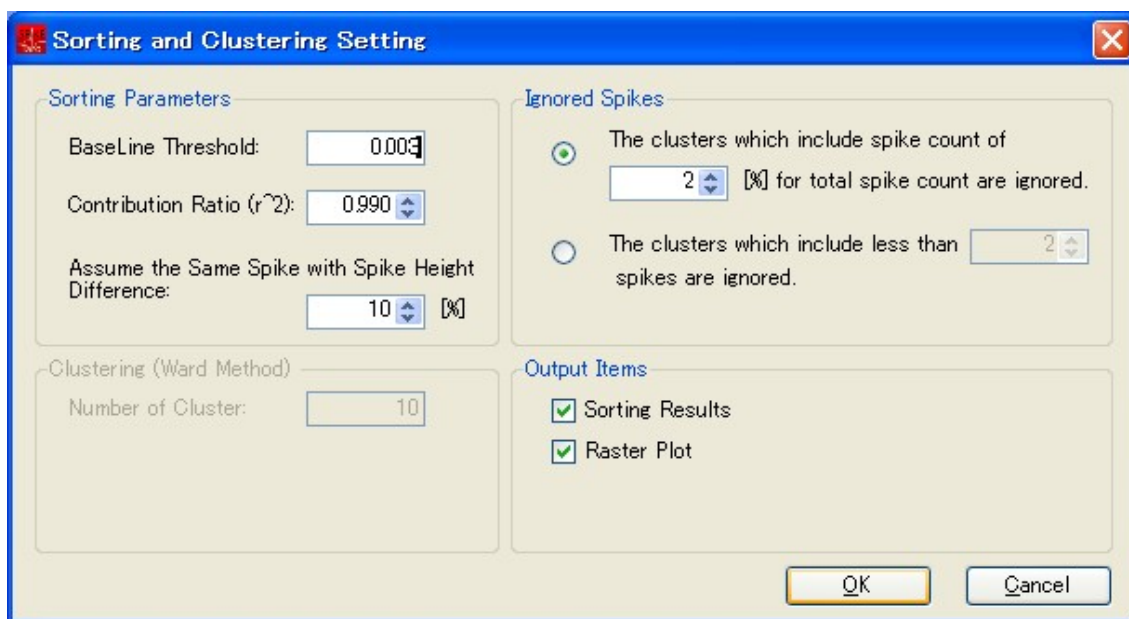 Sorting and Clustering Setting
Sorting Parameters
BaseLine Threshold: 0.003
Contribution Ratio (r^2): 0.990
Assume the Same Spike with Spike Height
Difference:
10 [%]
Ignored Spikes
The clusters which include spike count of
2 [%] for total spike count are ignored.
The clusters which include less than 2
spikes are ignored.
Clustering (Ward Method)
Number of Cluster: 10
Output Items
Sorting Results
Raster Plot
OK
Cancel